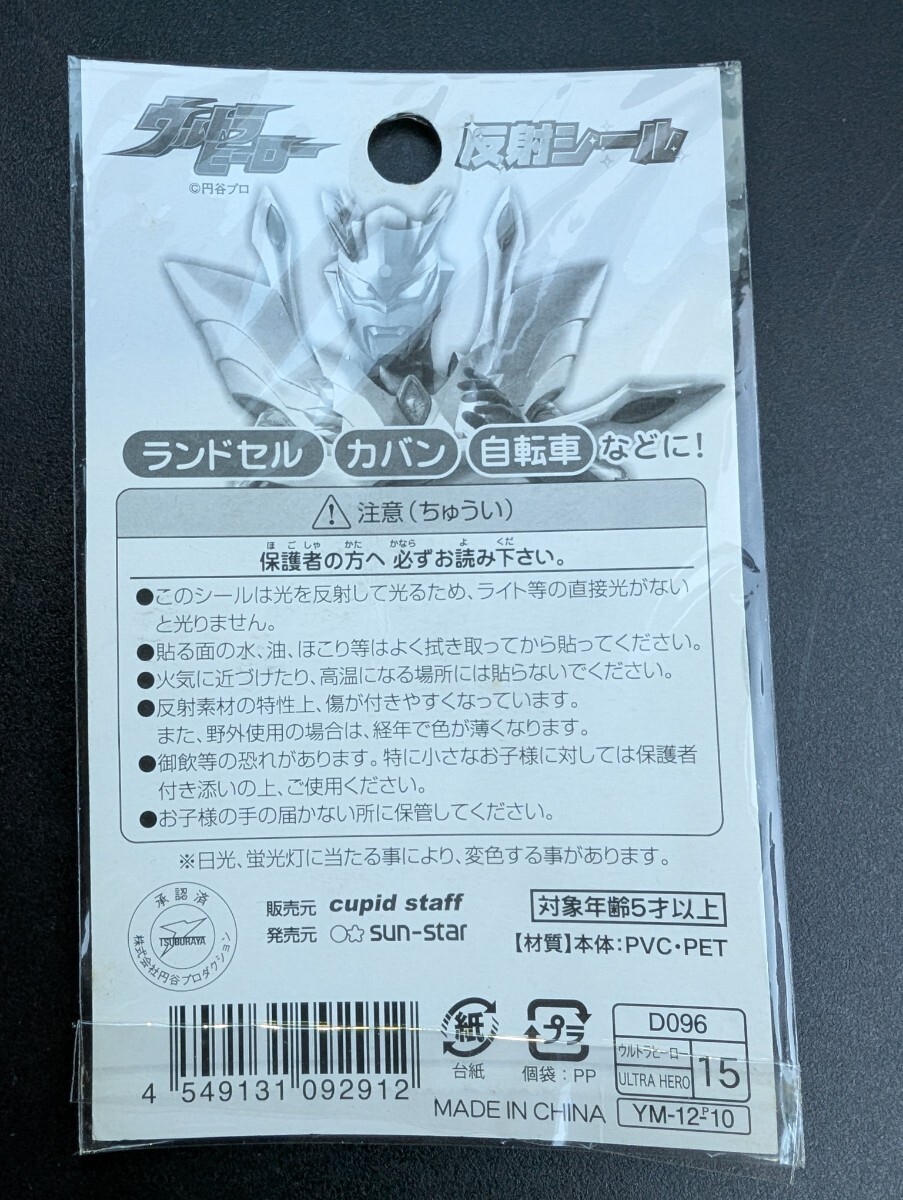 ウルトラ
ヒーロー
反射シール
©円谷プロ
ランドセル カバン 自転車 などに!
注意(ちゅうい)
ほごしゃ かた かなら よ くだ
保護者の方へ 必ずお読み下さい。
●このシールは光を反射して光るため、ライト等の直接光がない
と光りません。
●貼る面の水、油、ほこり等はよく拭き取ってから貼ってください。
●火気に近づけたり、高温になる場所には貼らないでください。
●反射素材の特性上、傷が付きやすくなっています。
また、野外使用の場合は、経年で色が薄くなります。
●御飲等の恐れがあります。特に小さなお子様に対しては保護者
付き添いの上、ご使用ください。
●お子様の手の届かない所に保管してください。
※日光、蛍光灯に当たる事により、変色する事があります。
承認済
TSUBURAYA
株式会社円谷プロダクション
販売元 cupid staff
発売元 sun-star
対象年齢5才以上
【材質】本体:PVC・PET
4 549131 092912
紙
台紙
プラ
個袋:PP
MADE IN CHINA
D096
ウルトラヒーロー
ULTRA HERO
15
YM-12-P-10